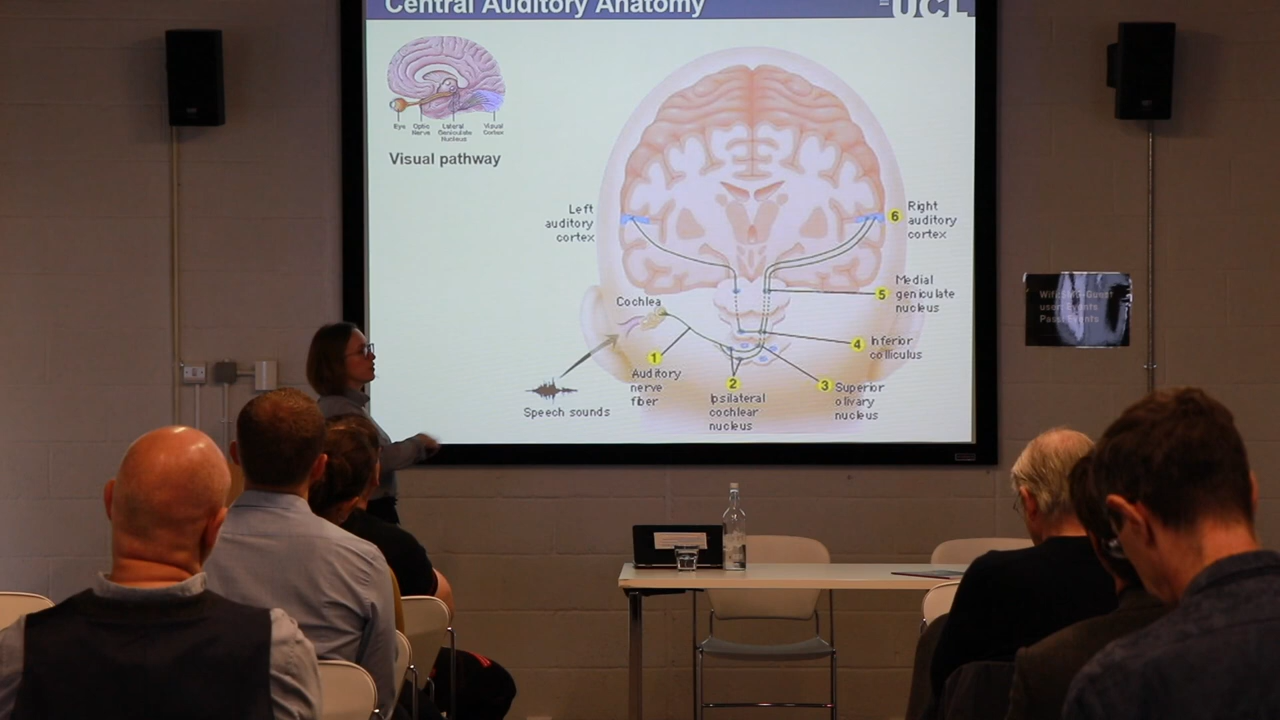 Central Auditory Anatomy
UCL
Eye
Optic
Nerve
Lateral
Geniculate
Nucleus
Visual
Cortex
Visual pathway
Left
auditory
cortex
6
Right
auditory
cortex
5
Medial
geniculate
nucleus
Cochlea
4
Inferior
colliculus
1
Auditory
nerve
fiber
2
Ipsilateral
cochlear
nucleus
3
Superior
olivary
nucleus
Speech sounds